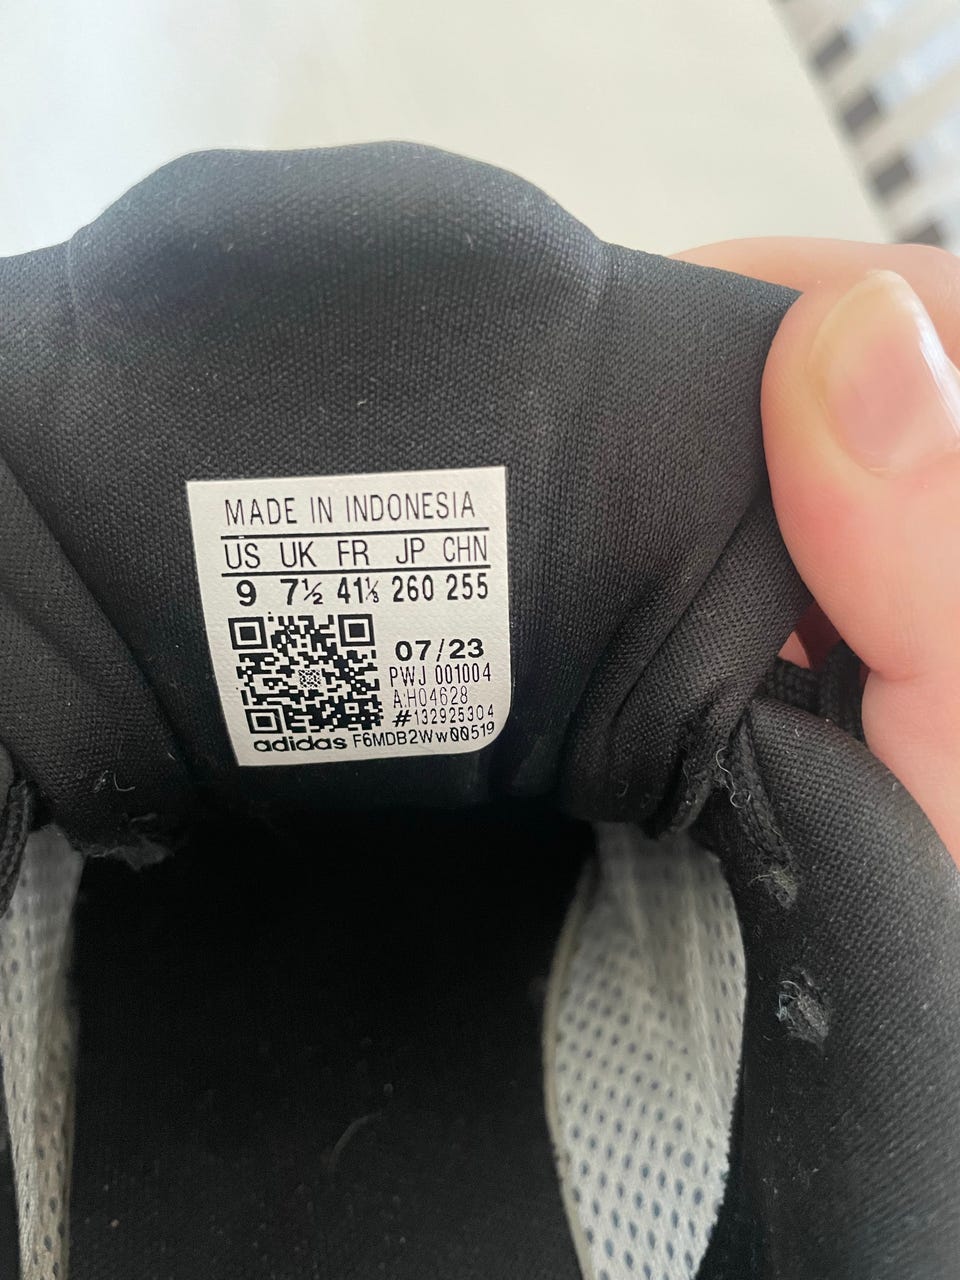 MADE IN INDONESIA
US UK FR JP CHN
9 7½ 41⅓ 260 255
07/23
PWJ 001004
A:H04628
#132925304
adidas F6MDB2Ww00519